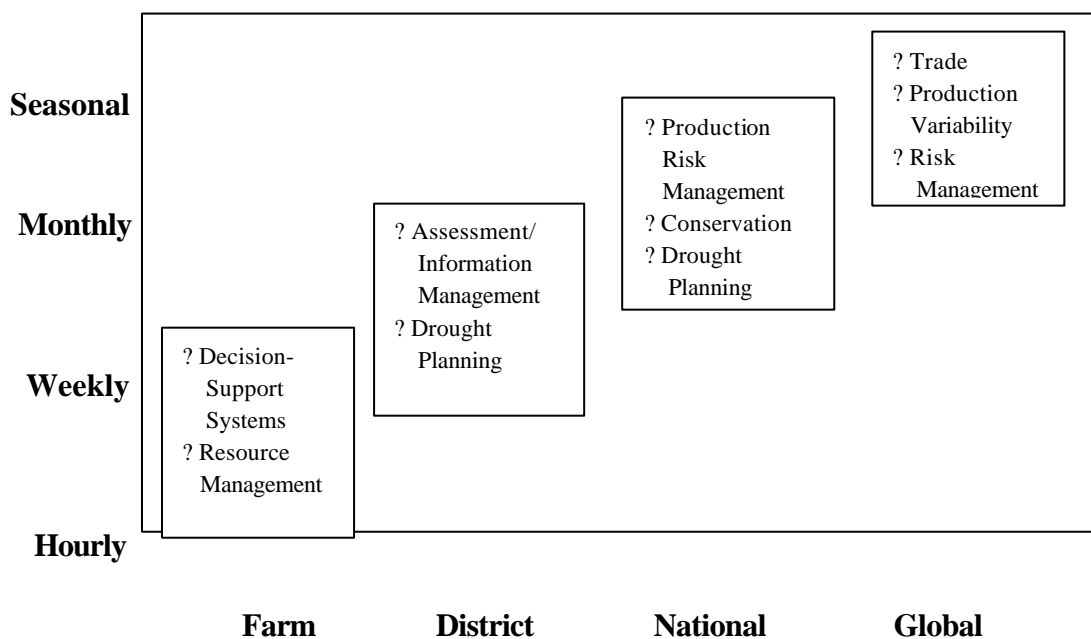 Seasonal
Monthly
Weekly
Hourly
? Trade
? Production
Variability
? Risk
Management
? Production
Risk
Management
? Conservation
? Drought
Planning
? Assessment/
Information
Management
? Drought
Planning
? Decision-
Support
Systems
? Resource
Management
Farm
District
National
Global